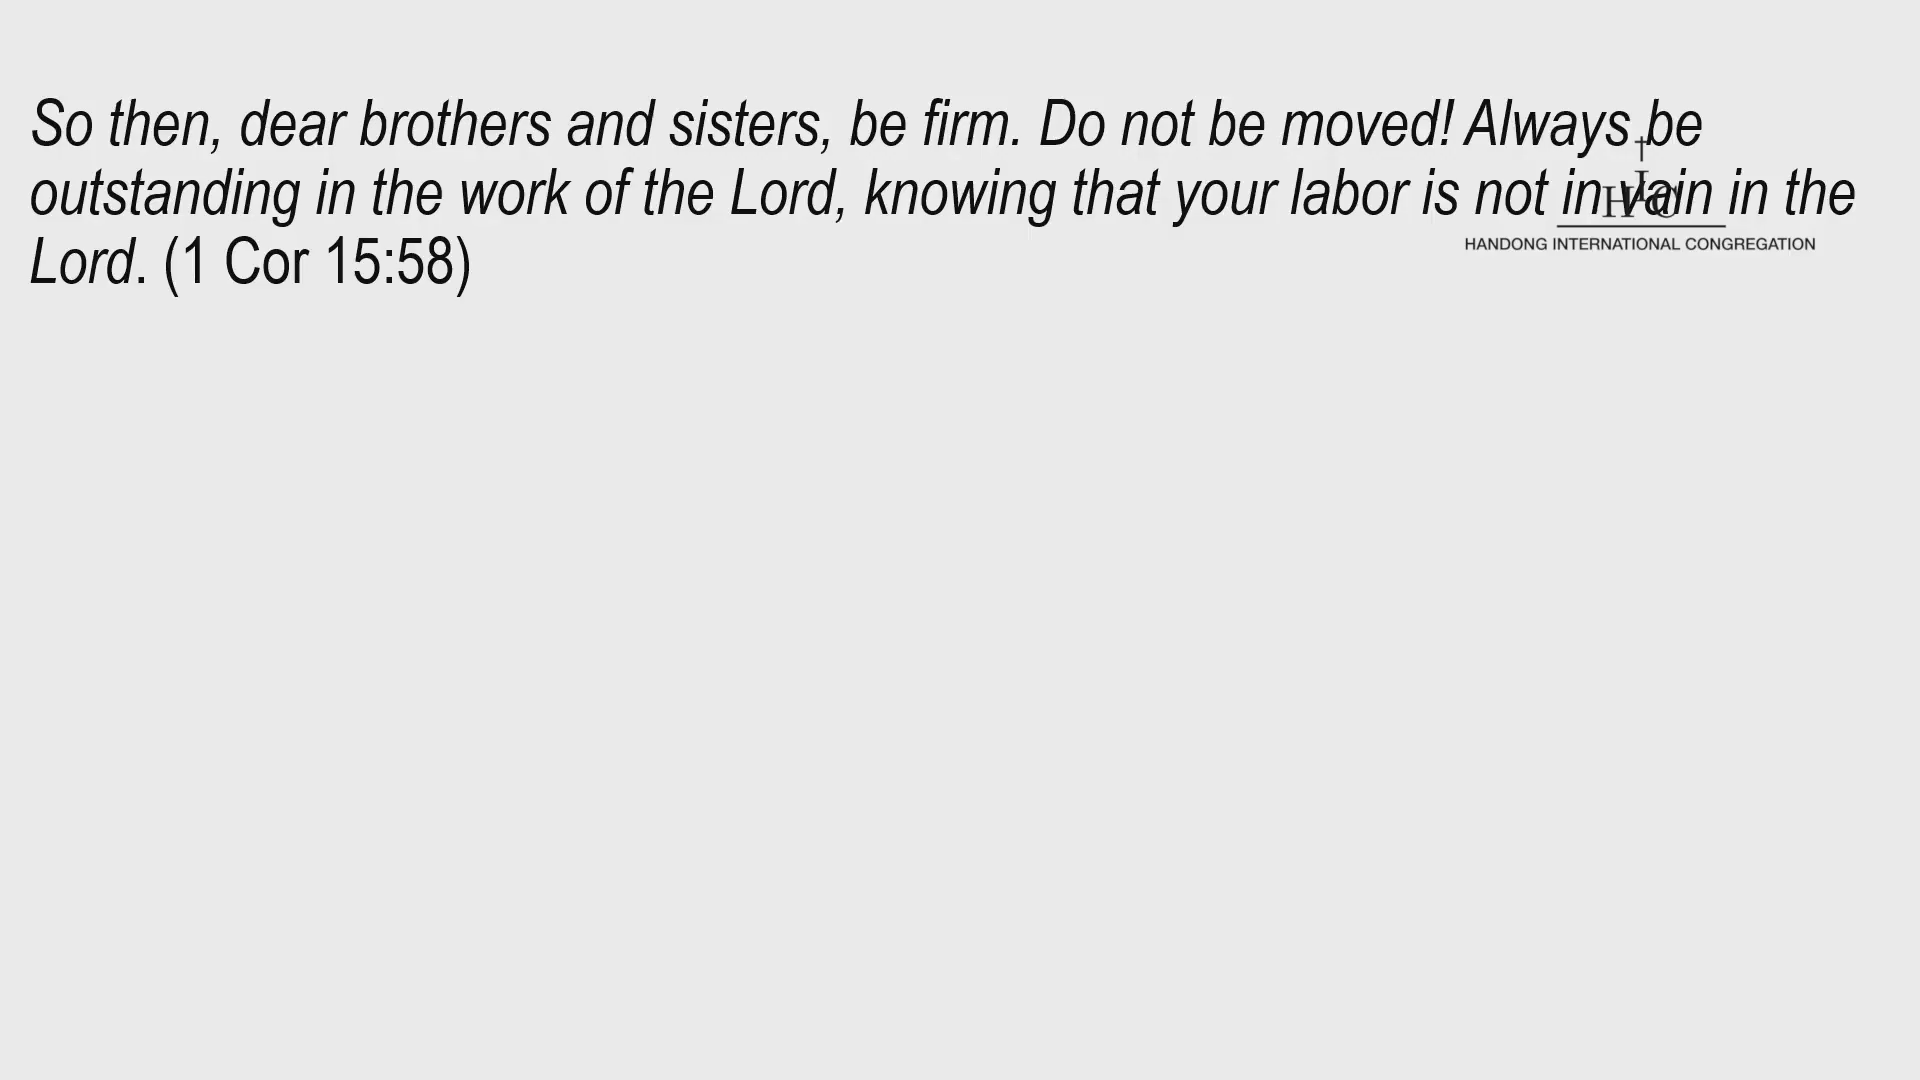 So then, dear brothers and sisters, be firm. Do not be moved! Always be
outstanding in the work of the Lord, knowing that your labor is not in vain in the
Lord. (1 Cor 15:58)
HIC
HANDONG INTERNATIONAL CONGREGATION